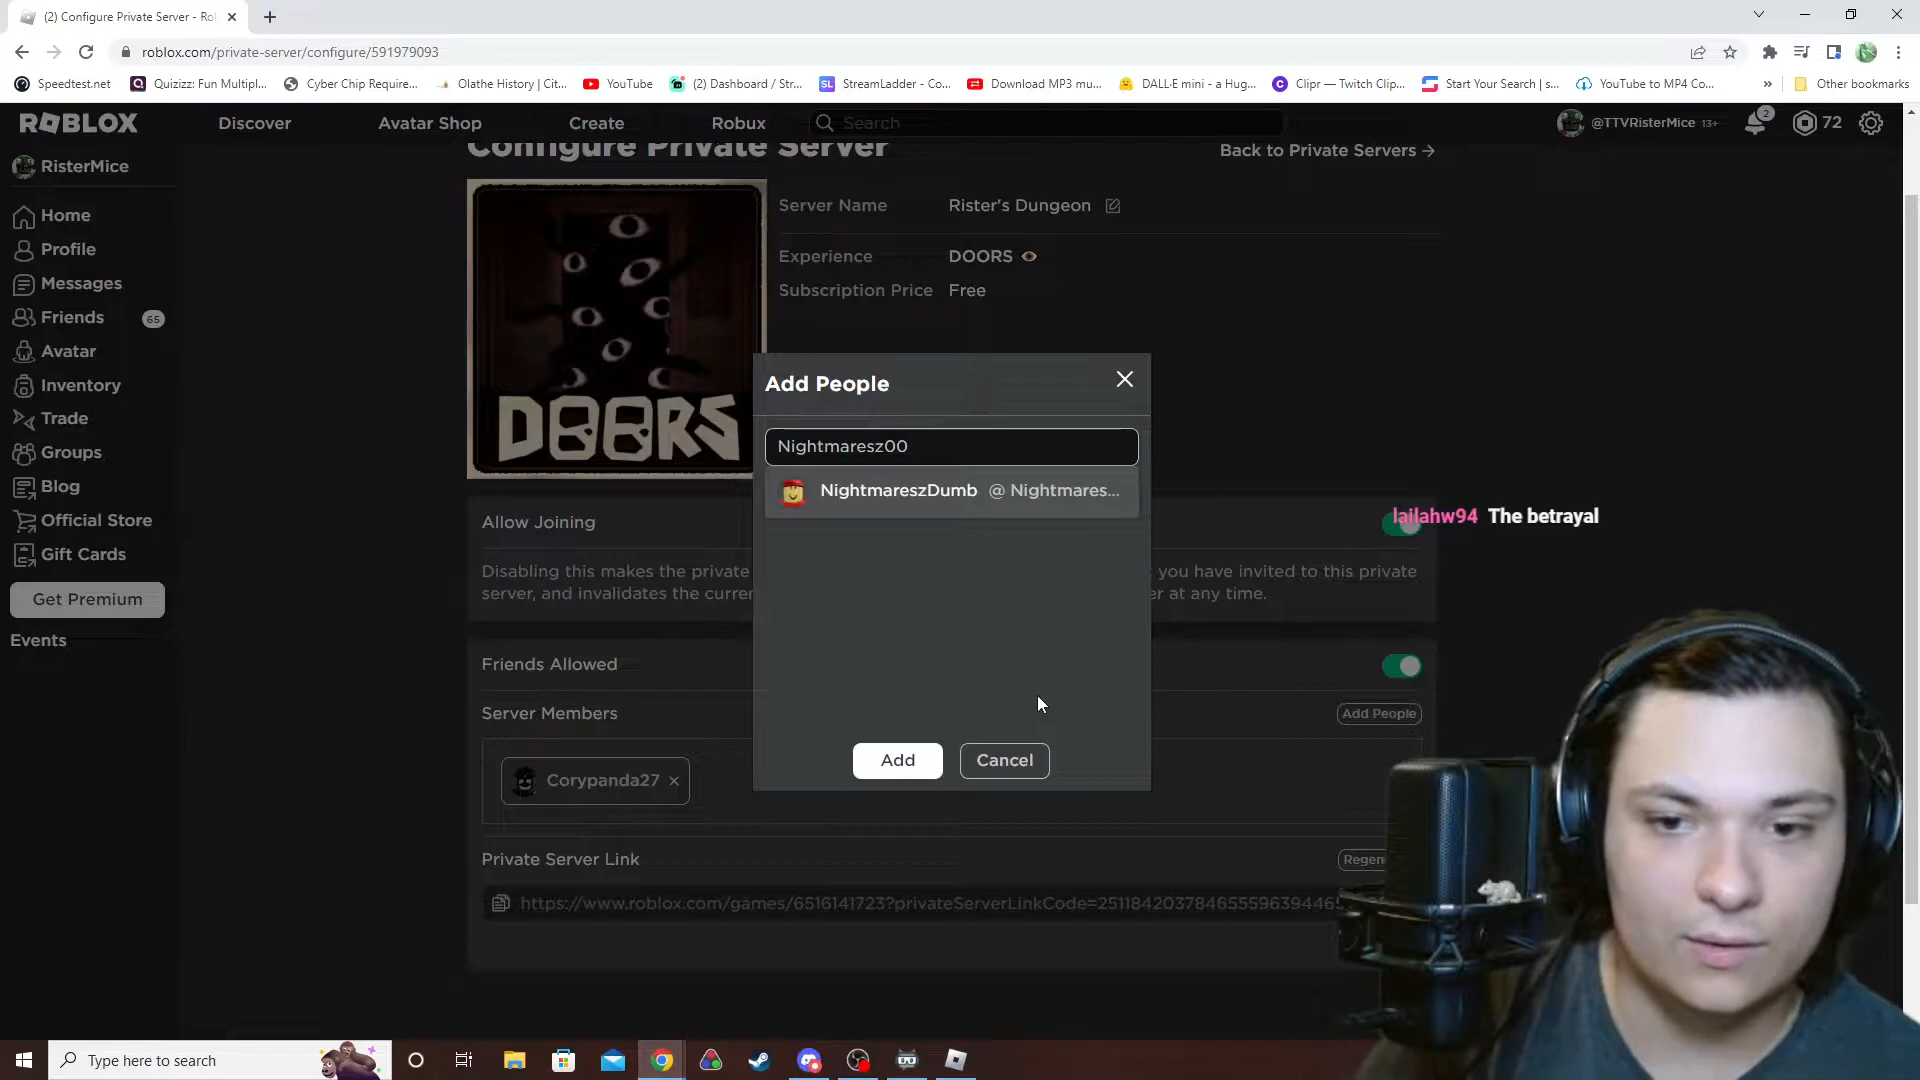 (2) Configure Private Server - Ro
roblox.com/private-server/configure/591979093
Speedtest.net
Quizizz: Fun Multipl...
Cyber Chip Require...
Olathe History | Cit...
YouTube
(2) Dashboard / Str...
StreamLadder - Co...
Download MP3 mu...
DALL·E mini - a Hug...
Clipr — Twitch Clip...
Start Your Search | s...
YouTube to MP4 Co...
» Other bookmarks
ROBLOX
Discover
Avatar Shop
Create
Robux
Search
@TTVRisterMice 13+
2
72
RisterMice
Home
Profile
Messages
Friends 65
Avatar
Inventory
Trade
Groups
Blog
Official Store
Gift Cards
Get Premium
Events
Configure Private Server
Back to Private Servers →
DOORS
Server Name Rister's Dungeon
Experience DOORS
Subscription Price Free
Add People
Nightmaresz00
NightmareszDumb @ Nightmares...
Add
Cancel
Allow Joining
Disabling this makes the private
you have invited to this private
server, and invalidates the curre
er at any time.
lailahw94 The betrayal
Friends Allowed
Server Members
Add People
Corypanda27 ×
Private Server Link
Regen
https://www.roblox.com/games/6516141723?privateServerLinkCode=2511842037846555963944
Type here to search